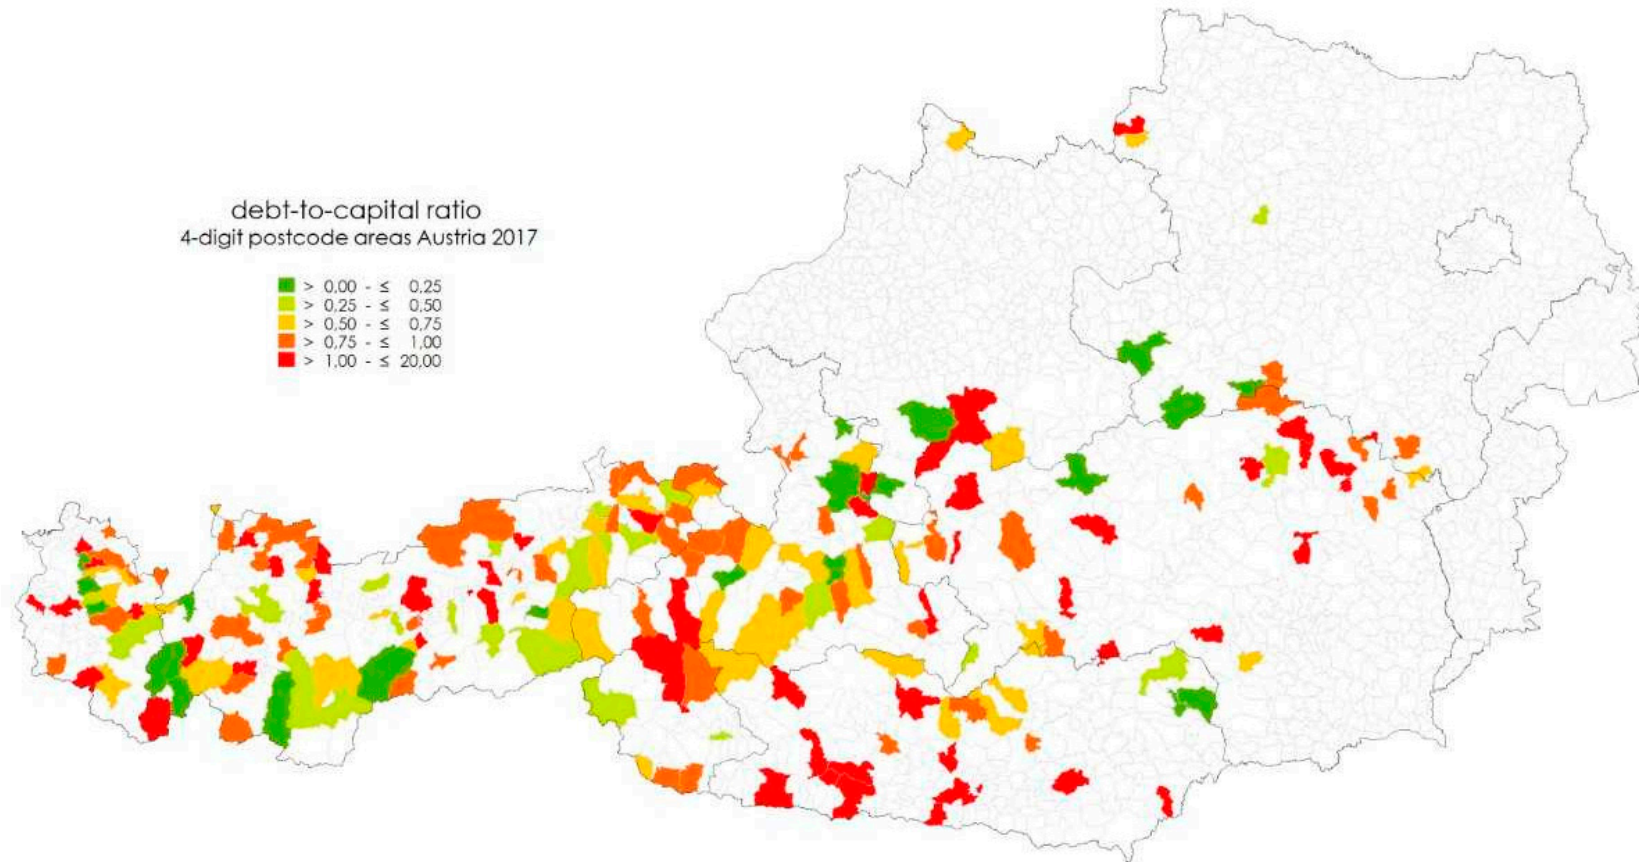 debt-to-capital ratio
4-digit postcode areas Austria 2017
> 0,00 - ≤ 0,25
> 0,25 - ≤ 0,50
> 0,50 - ≤ 0,75
> 0,75 - ≤ 1,00
> 1,00 - ≤ 20,00